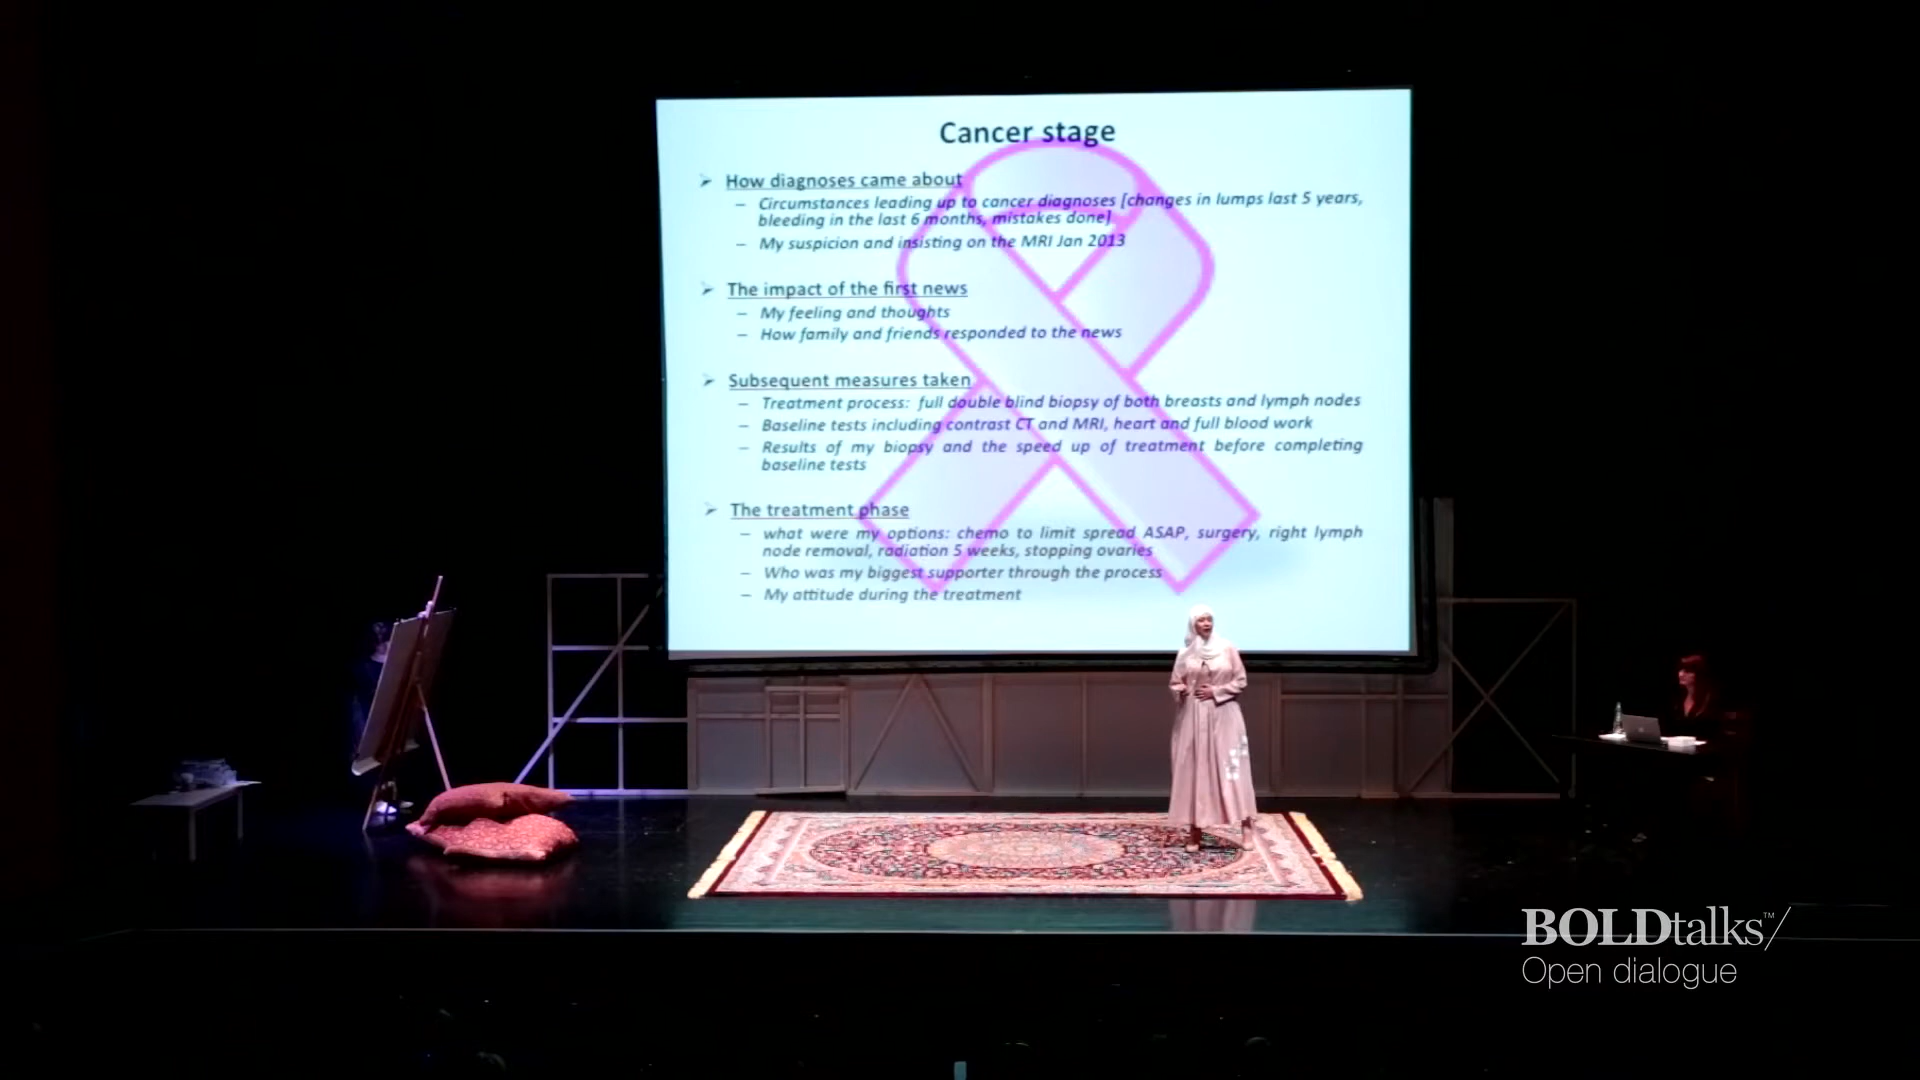 Cancer stage
➢ How diagnoses came about
– Circumstances leading up to cancer diagnoses [changes in lumps last 5 years,
bleeding in the last 6 months, mistakes done]
– My suspicion and insisting on the MRI Jan 2013
➢ The impact of the first news
– My feeling and thoughts
– How family and friends responded to the news
➢ Subsequent measures taken
– Treatment process: full double blind biopsy of both breasts and lymph nodes
– Baseline tests including contrast CT and MRI, heart and full blood work
– Results of my biopsy and the speed up of treatment before completing
baseline tests
➢ The treatment phase
– what were my options: chemo to limit spread ASAP, surgery, right lymph
node removal, radiation 5 weeks, stopping ovaries
– Who was my biggest supporter through the process
– My attitude during the treatment
BOLDtalks™/
Open dialogue